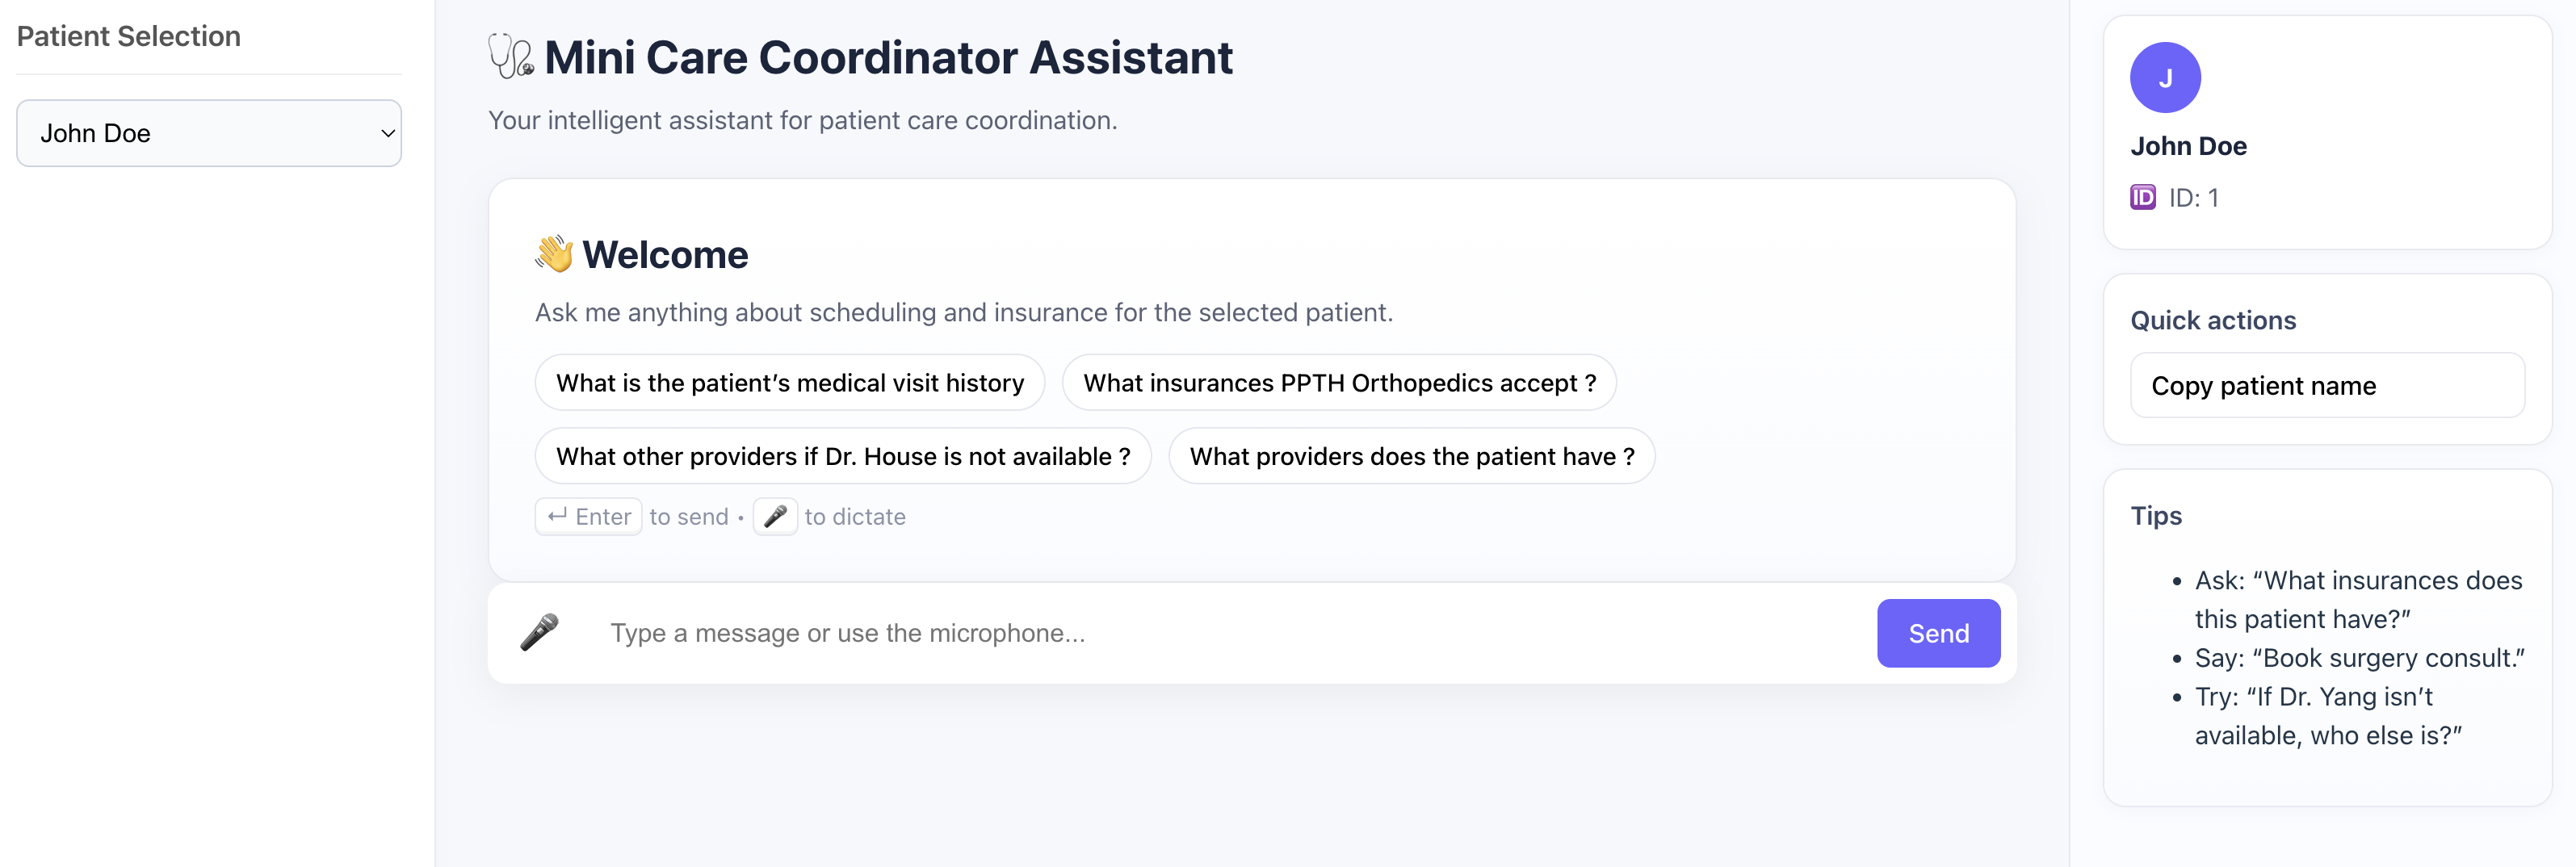 Patient Selection
John Doe
🩺 Mini Care Coordinator Assistant
Your intelligent assistant for patient care coordination.
👋 Welcome
Ask me anything about scheduling and insurance for the selected patient.
What is the patient’s medical visit history
What insurances PPTH Orthopedics accept ?
What other providers if Dr. House is not available ?
What providers does the patient have ?
↵ Enter to send • 🎤 to dictate
🎤 Type a message or use the microphone...
Send
J
John Doe
🆔 ID: 1
Quick actions
Copy patient name
Tips
• Ask: “What insurances does
this patient have?”
• Say: “Book surgery consult.”
• Try: “If Dr. Yang isn’t
available, who else is?”